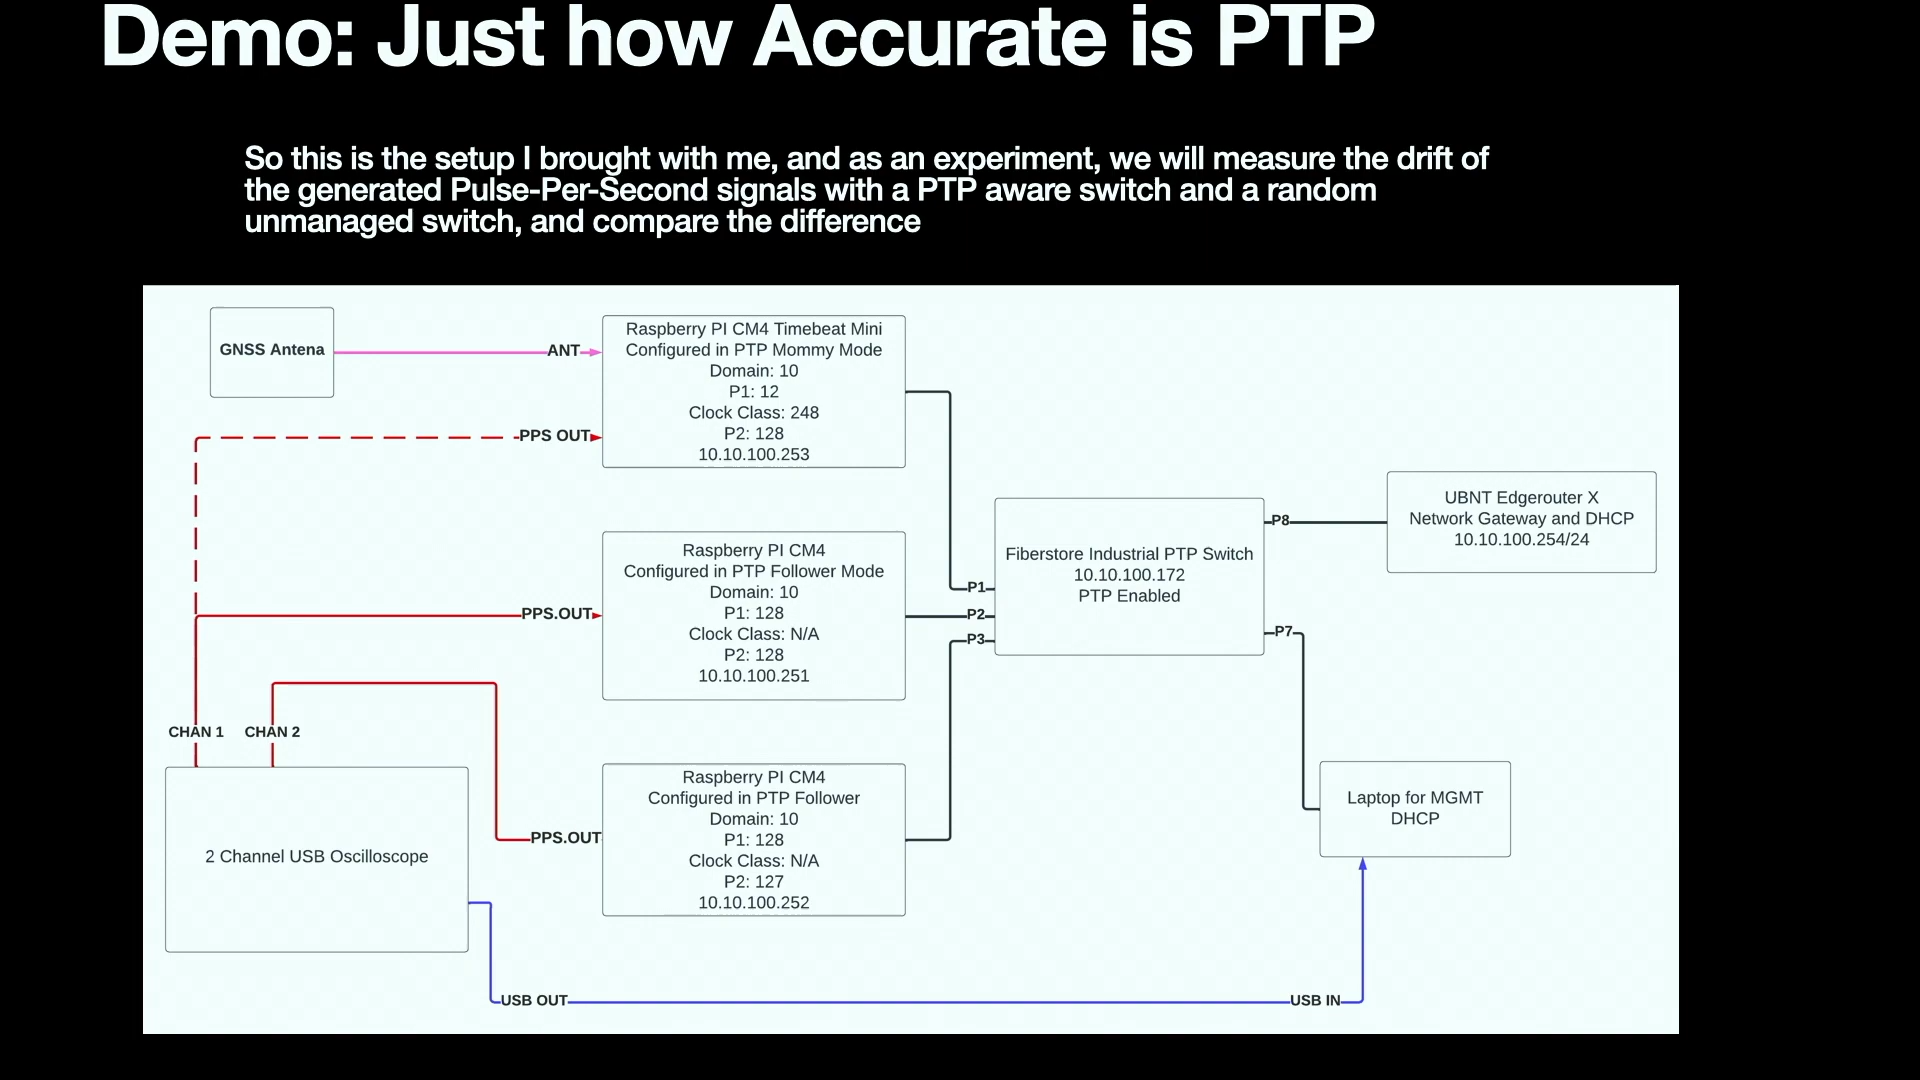 Demo: Just how Accurate is PTP
So this is the setup I brought with me, and as an experiment, we will measure the drift of
the generated Pulse-Per-Second signals with a PTP aware switch and a random
unmanaged switch, and compare the difference
GNSS Antena
ANT
Raspberry PI CM4 Timebeat Mini
Configured in PTP Mommy Mode
Domain: 10
P1: 12
Clock Class: 248
P2: 128
10.10.100.253
PPS OUT
Raspberry PI CM4
Configured in PTP Follower Mode
Domain: 10
P1: 128
Clock Class: N/A
P2: 128
10.10.100.251
PPS.OUT
P1
P2
P3
Fiberstore Industrial PTP Switch
10.10.100.172
PTP Enabled
P8
UBNT Edgerouter X
Network Gateway and DHCP
10.10.100.254/24
P7
CHAN 1
CHAN 2
2 Channel USB Oscilloscope
PPS.OUT
Raspberry PI CM4
Configured in PTP Follower
Domain: 10
P1: 128
Clock Class: N/A
P2: 127
10.10.100.252
Laptop for MGMT
DHCP
USB OUT
USB IN